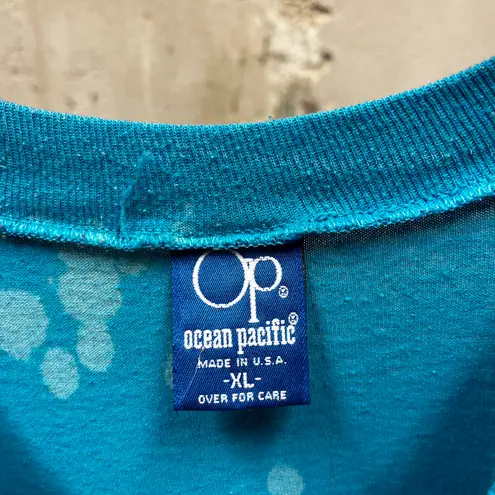 Op®
ocean pacific®
MADE IN U.S.A.
-XL-
OVER FOR CARE